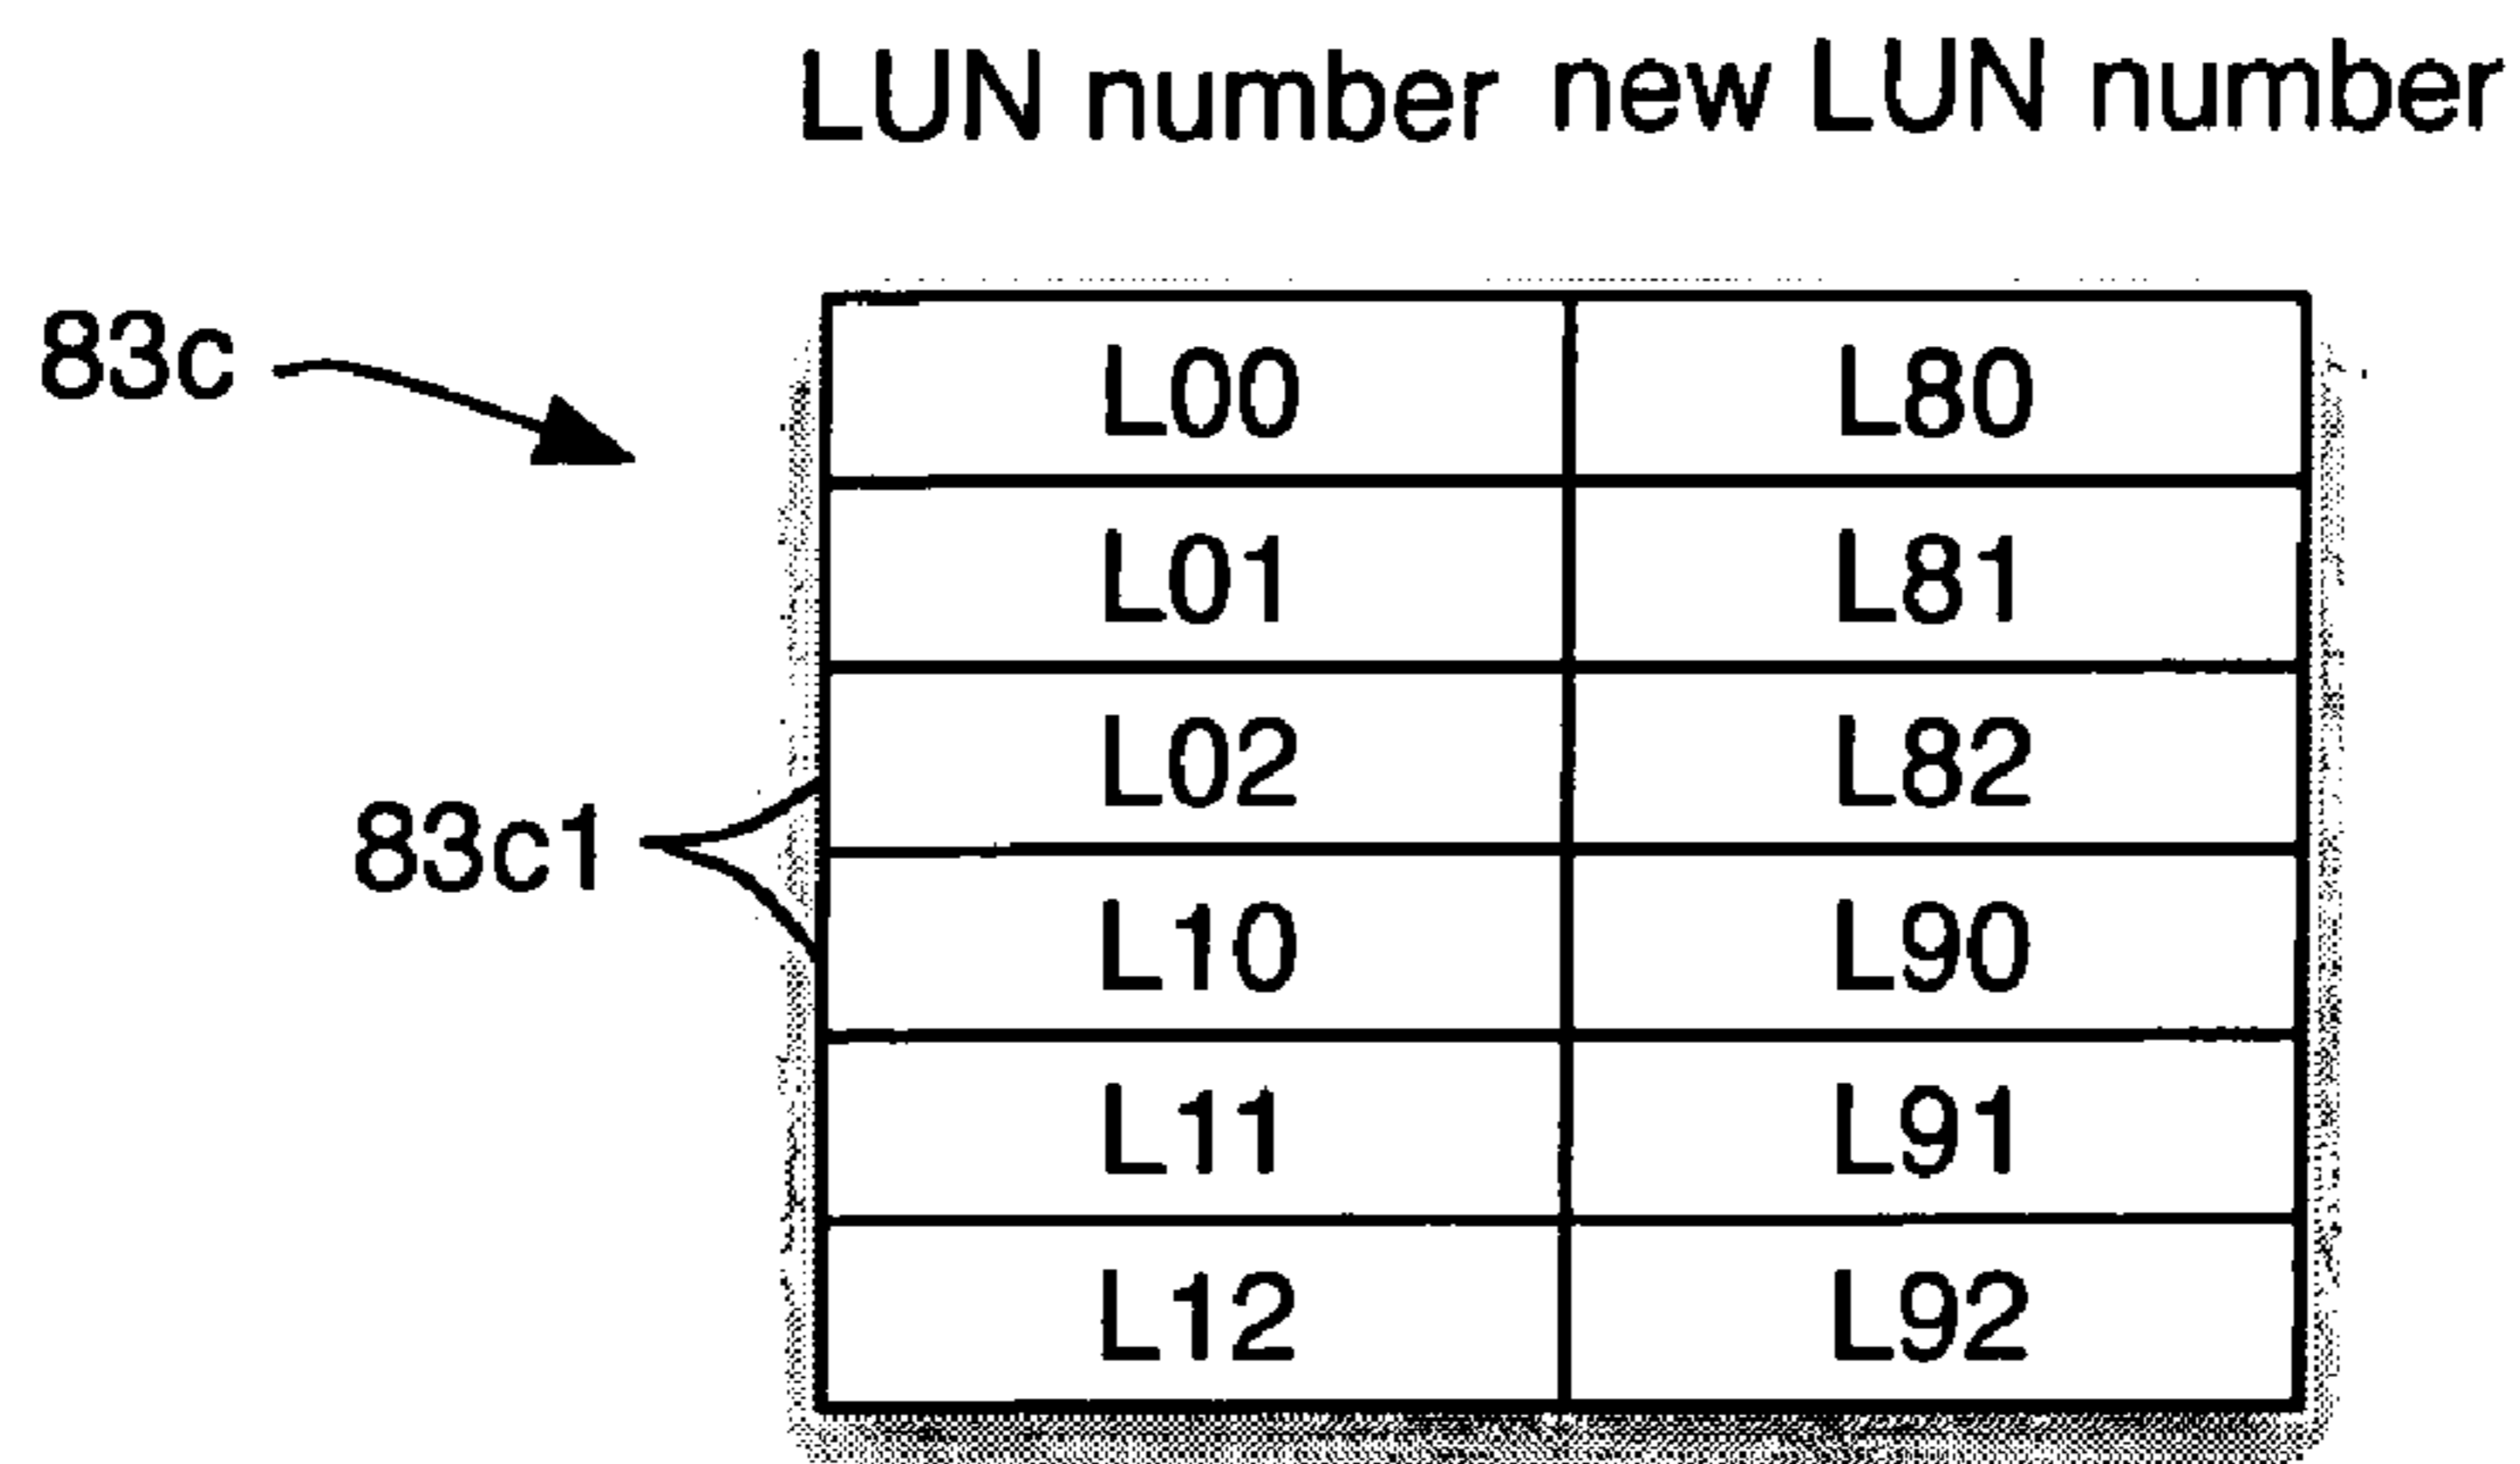 LUN number new LUN number
83c
L00 L80
L01 L81
L02 L82
83c1
L10 L90
L11 L91
L12 L92